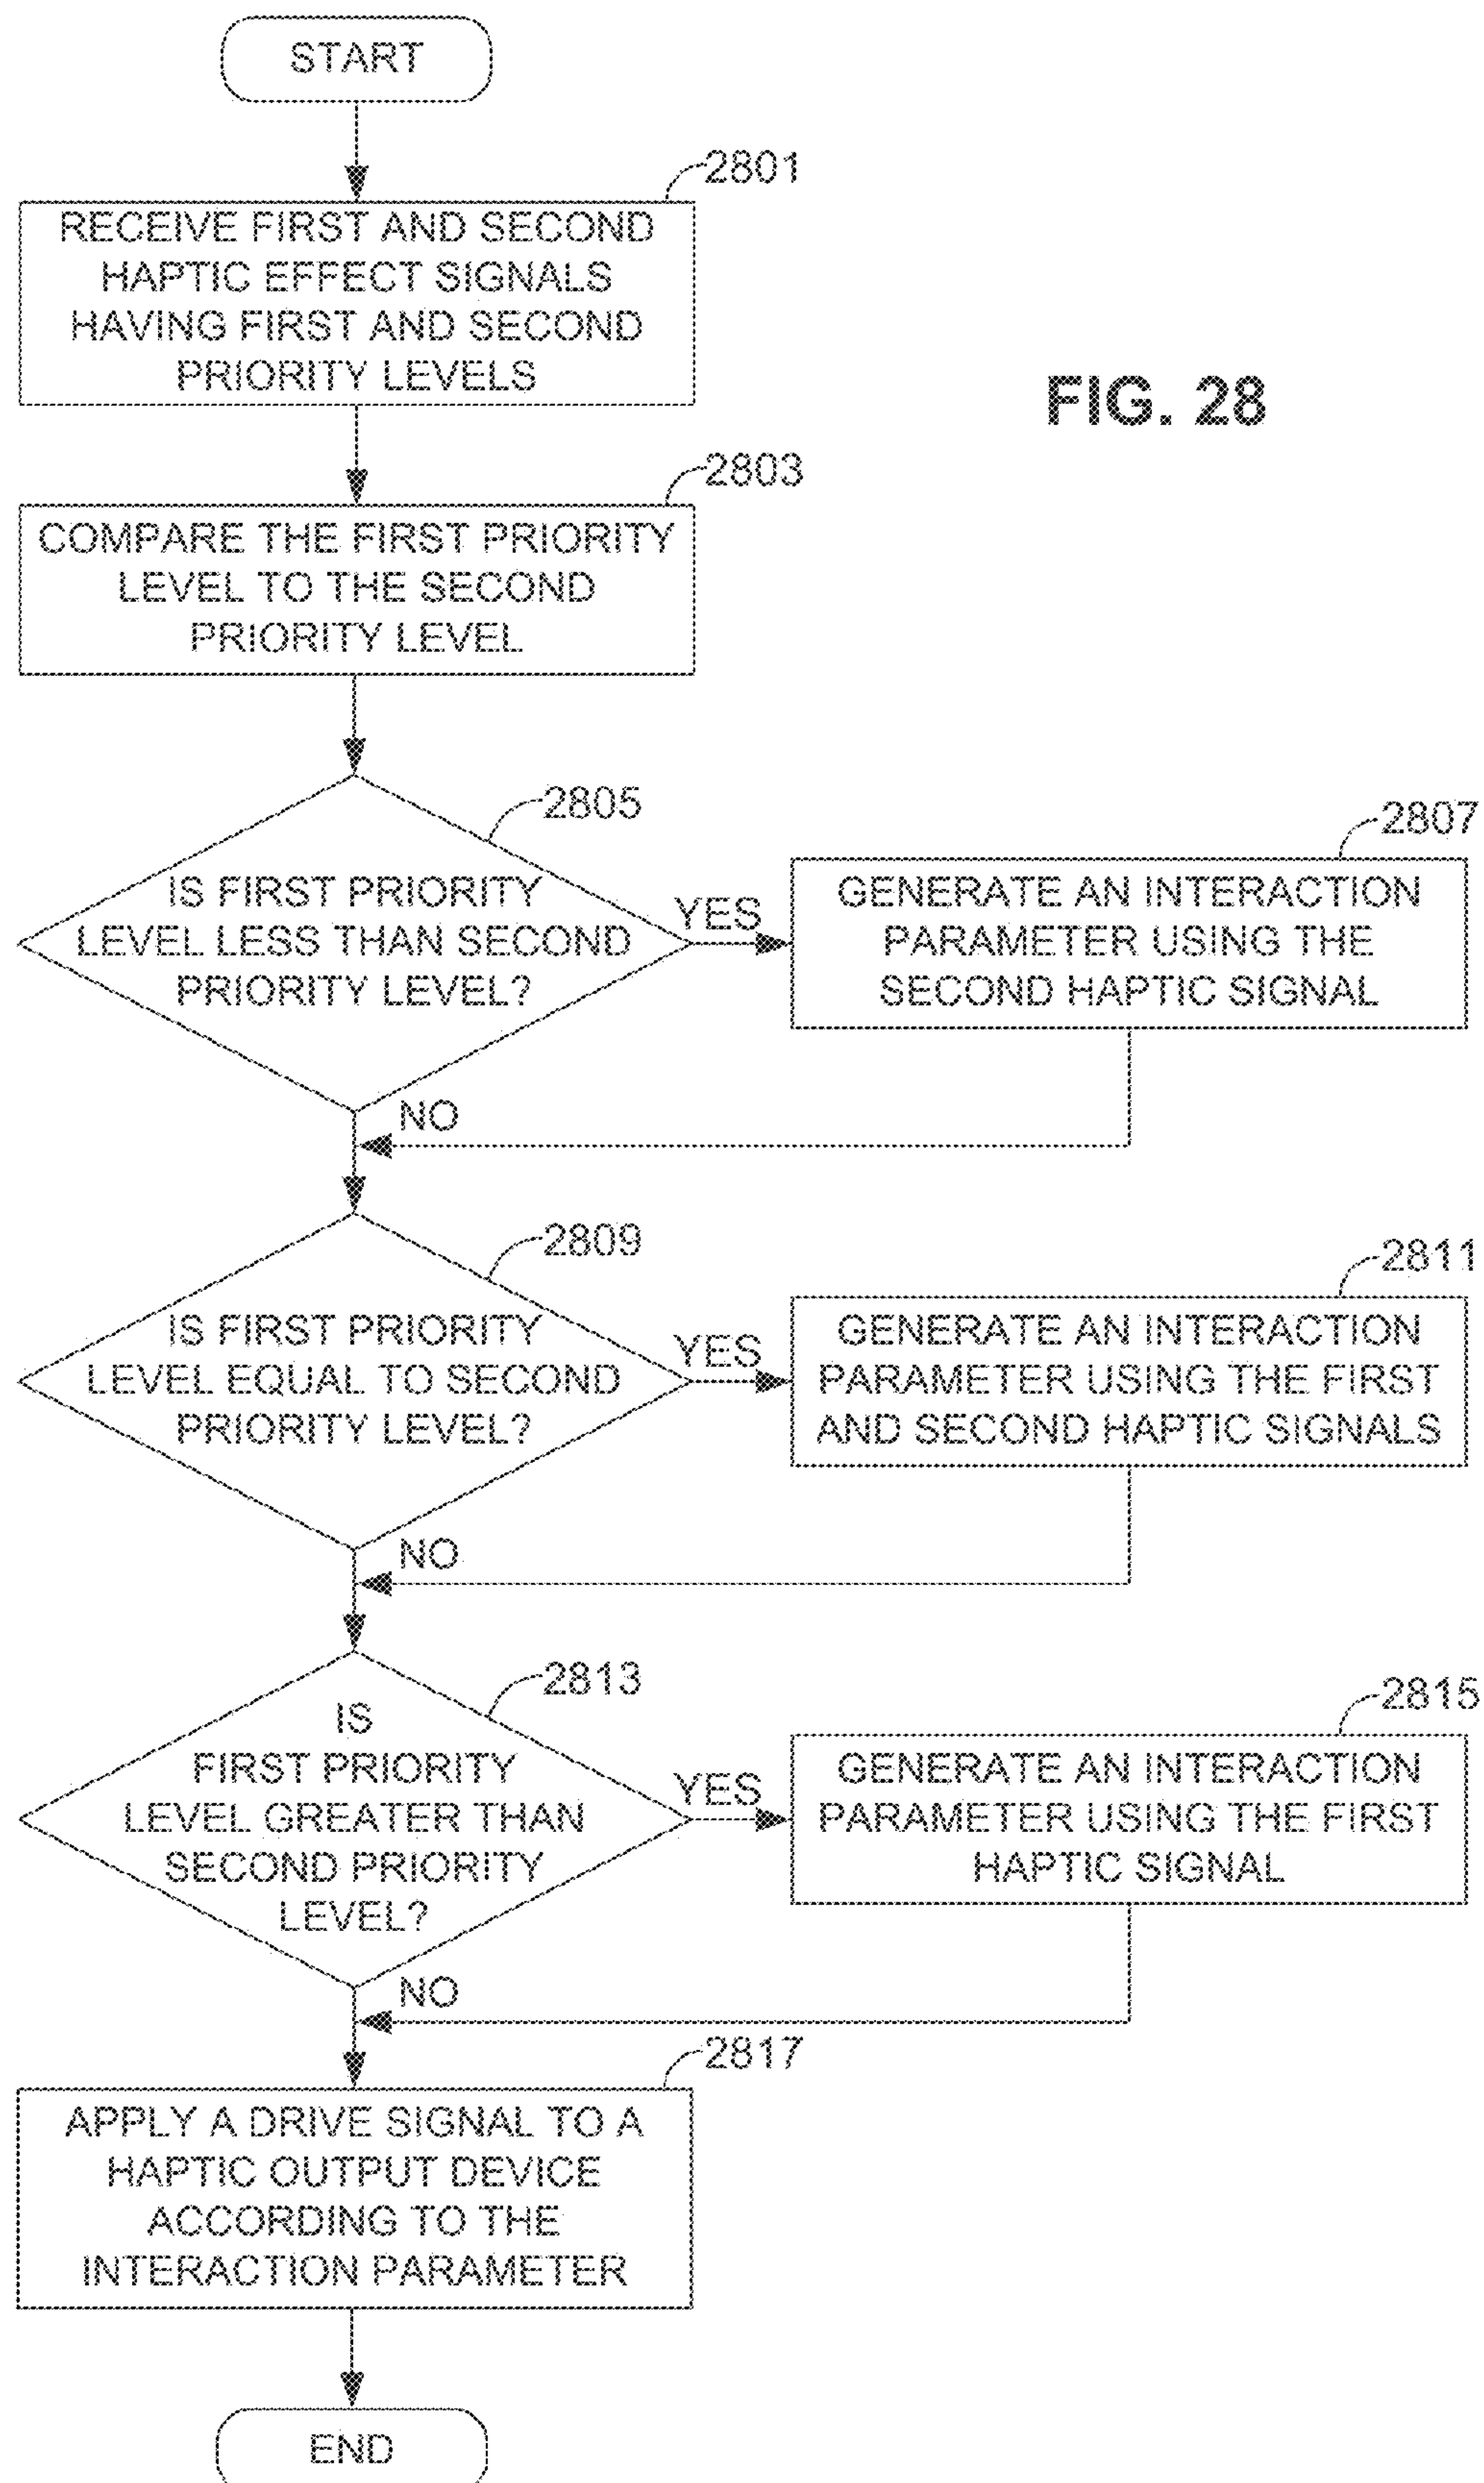 START
2801
RECEIVE FIRST AND SECOND
HAPTIC EFFECT SIGNALS
HAVING FIRST AND SECOND
PRIORITY LEVELS
FIG. 28
2803
COMPARE THE FIRST PRIORITY
LEVEL TO THE SECOND
PRIORITY LEVEL
2805
IS FIRST PRIORITY
LEVEL LESS THAN SECOND
PRIORITY LEVEL?
YES
2807
GENERATE AN INTERACTION
PARAMETER USING THE
SECOND HAPTIC SIGNAL
NO
2809
IS FIRST PRIORITY
LEVEL EQUAL TO SECOND
PRIORITY LEVEL?
YES
2811
GENERATE AN INTERACTION
PARAMETER USING THE FIRST
AND SECOND HAPTIC SIGNALS
NO
2813
IS
FIRST PRIORITY
LEVEL GREATER THAN
SECOND PRIORITY
LEVEL?
YES
2815
GENERATE AN INTERACTION
PARAMETER USING THE FIRST
HAPTIC SIGNAL
NO
2817
APPLY A DRIVE SIGNAL TO A
HAPTIC OUTPUT DEVICE
ACCORDING TO THE
INTERACTION PARAMETER
END